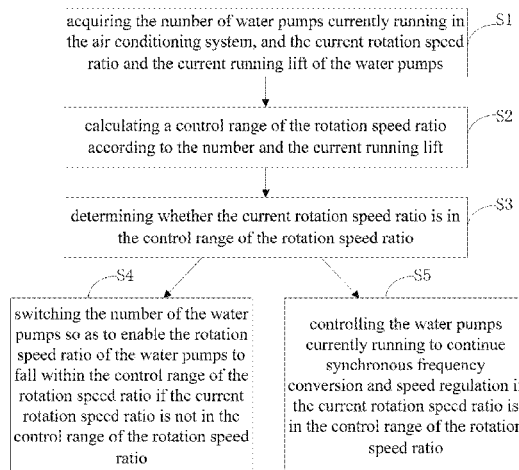 acquiring the number of water pumps currently running in
the air conditioning system, and the current rotation speed
ratio and the current running lift of the water pumps
S1
calculating a control range of the rotation speed ratio
according to the number and the current running lift
S2
determining whether the current rotation speed ratio is in
the control range of the rotation speed ratio
S3
S4
switching the number of the water
pumps so as to enable the rotation
speed ratio of the water pumps to
fall within the control range of the
rotation speed ratio if the current
rotation speed ratio is not in the
control range of the rotation speed
ratio
S5
controlling the water pumps
currently running to continue
synchronous frequency
conversion and speed regulation i
the current rotation speed ratio is
in the control range of the rotation
speed ratio